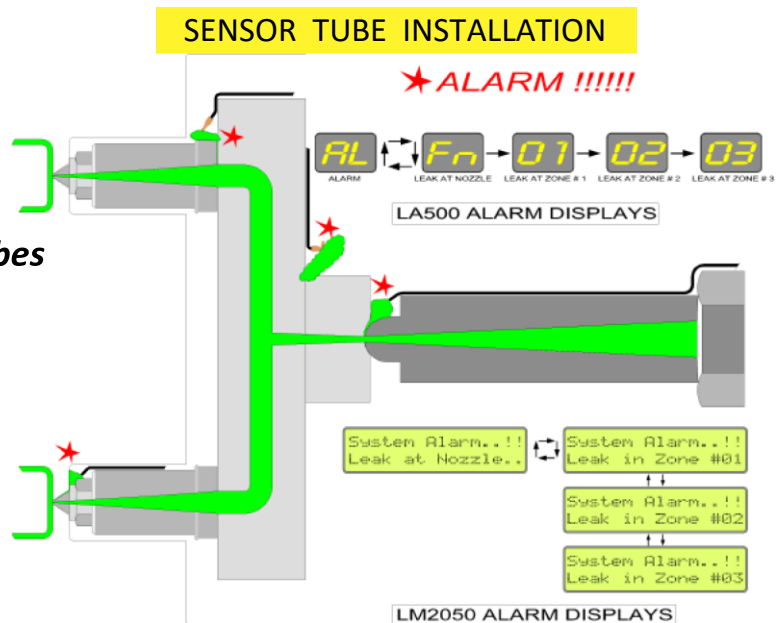 SENSOR TUBE INSTALLATION
ALARM !!!!!!
AL Fn 01 02 03
ALARM LEAK AT NOZZLE LEAK AT ZONE # 1 LEAK AT ZONE # 2 LEAK AT ZONE # 3
LA500 ALARM DISPLAYS
bes
System Alarm..!!
Leak at Nozzle..
System Alarm..!!
Leak in Zone #01
System Alarm..!!
Leak in Zone #02
System Alarm..!!
Leak in Zone #03
LM2050 ALARM DISPLAYS